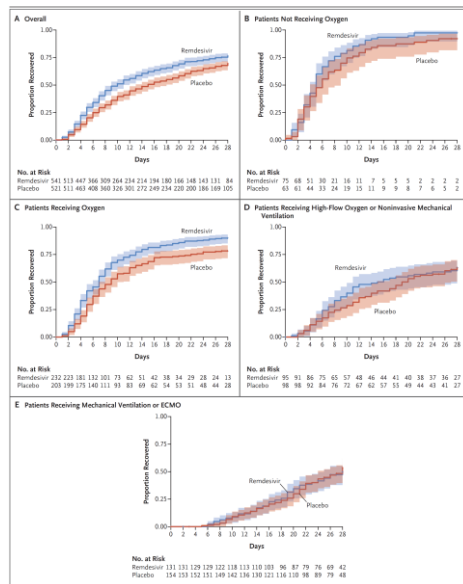 A Overall
1.00
0.75
0.50
0.25
0.00
Proportion Recovered
Remdesivir
Placebo
0 2 4 6 8 10 12 14 16 18 20 22 24 26 28
Days
No. at Risk
Remdesivir 541 513 447 366 309 264 234 214 194 180 166 148 143 131 84
Placebo 521 511 463 408 360 326 301 272 249 234 220 200 186 169 105
B Patients Not Receiving Oxygen
1.00
0.75
0.50
0.25
0.00
Proportion Recovered
Remdesivir
Placebo
0 2 4 6 8 10 12 14 16 18 20 22 24 26 28
Days
No. at Risk
Remdesivir 75 68 51 30 21 16 11 7 5 5 5 2 2 2 2
Placebo 63 61 44 33 24 19 15 11 9 9 8 7 6 5 2
C Patients Receiving Oxygen
1.00
0.75
0.50
0.25
0.00
Proportion Recovered
Remdesivir
Placebo
0 2 4 6 8 10 12 14 16 18 20 22 24 26 28
Days
No. at Risk
Remdesivir 232 223 181 132 101 73 62 51 42 38 34 29 28 24 13
Placebo 203 199 175 140 111 93 83 69 62 54 53 51 48 44 28
D Patients Receiving High-Flow Oxygen or Noninvasive Mechanical
Ventilation
1.00
0.75
0.50
0.25
0.00
Proportion Recovered
Remdesivir
Placebo
0 2 4 6 8 10 12 14 16 18 20 22 24 26 28
Days
No. at Risk
Remdesivir 95 91 86 75 65 57 48 46 44 41 40 38 37 36 27
Placebo 98 98 92 84 76 72 67 62 57 55 49 44 43 41 27
E Patients Receiving Mechanical Ventilation or ECMO
1.00
0.75
0.50
0.25
0.00
Proportion Recovered
Remdesivir
Placebo
0 2 4 6 8 10 12 14 16 18 20 22 24 26 28
Days
No. at Risk
Remdesivir 131 131 129 129 122 118 113 110 103 96 87 79 76 69 42
Placebo 154 153 152 151 149 142 136 130 121 116 110 98 89 79 48